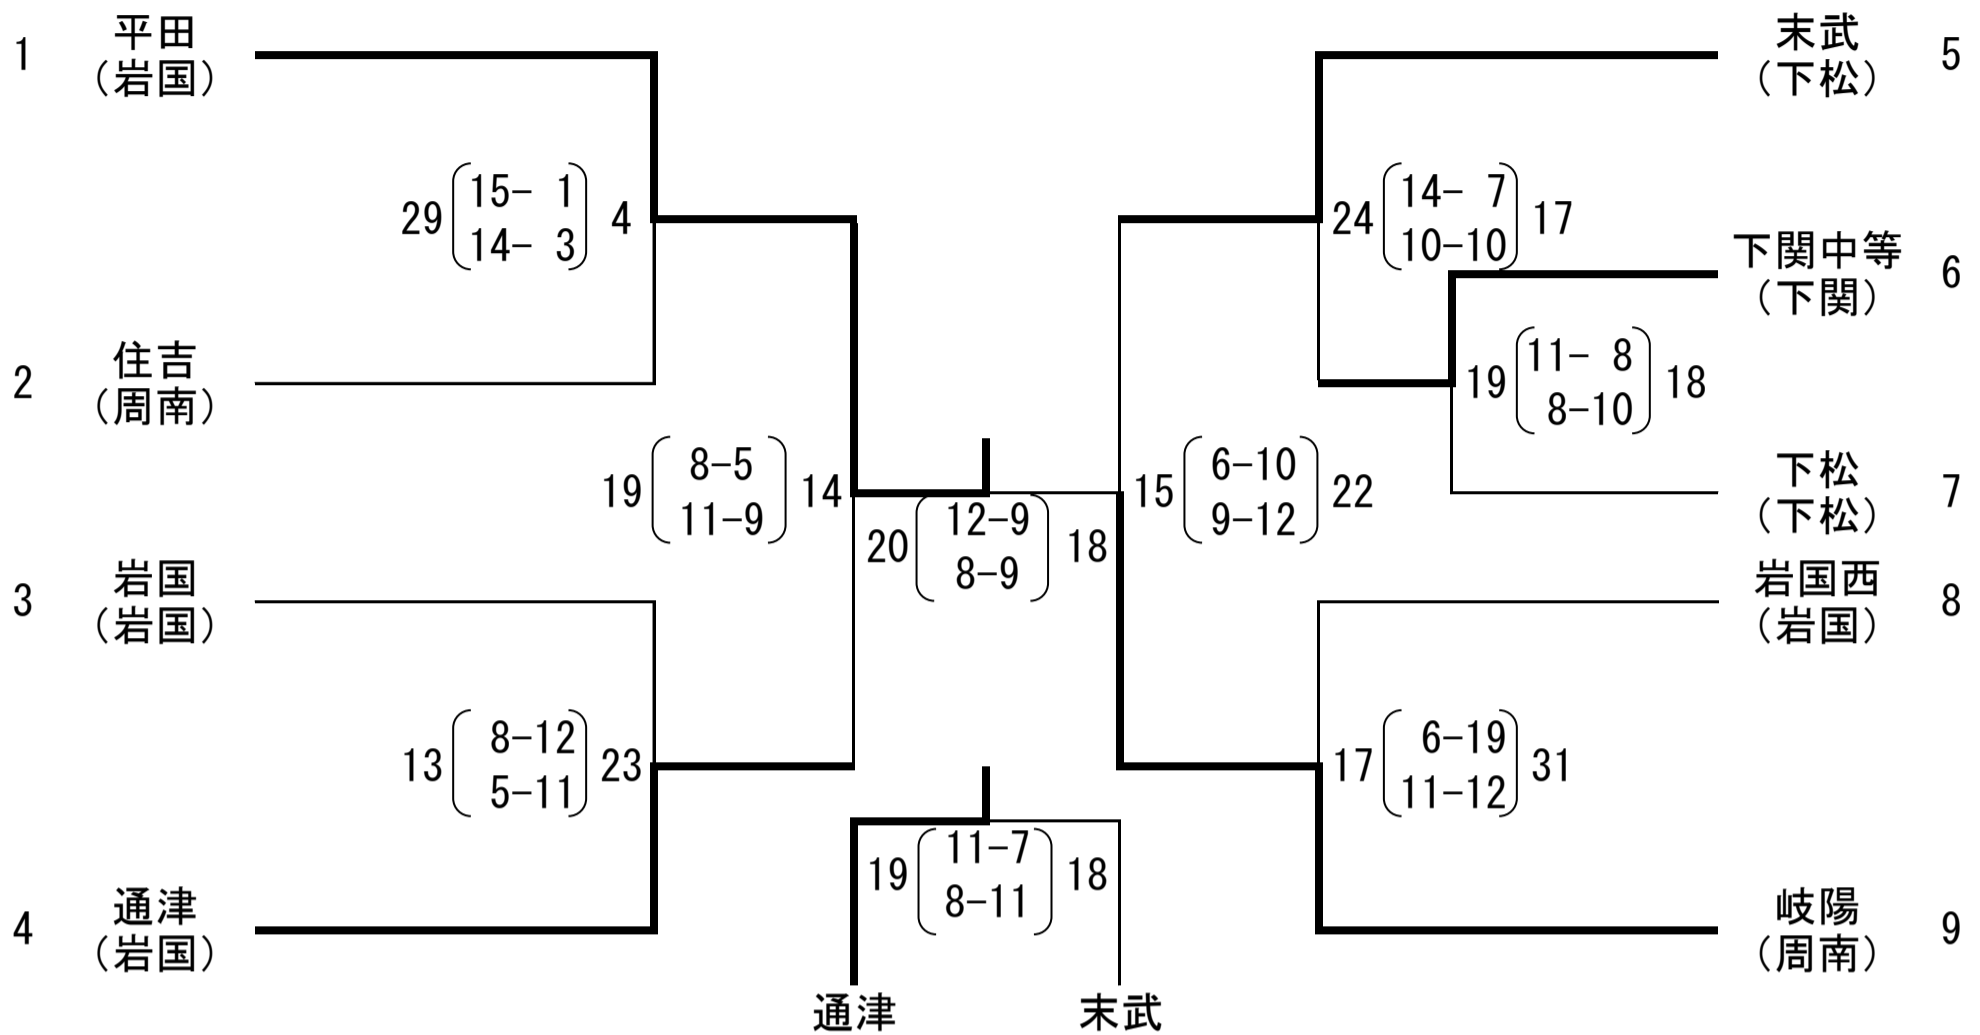 1 平田
(岩国)
2 住吉
(周南)
3 岩国
(岩国)
4 通津
(岩国)
29 15- 1 4
14- 3
13 8-12 23
5-11
19 8-5 14
11-9
20 12-9 18
8-9
19 11-7 18
8-11
通津 末武
15 6-10 22
9-12
24 14- 7 17
10-10
19 11- 8 18
8-10
17 6-19 31
11-12
末武 5
(下松)
下関中等 6
(下関)
下松 7
(下松)
岩国西 8
(岩国)
岐陽 9
(周南)